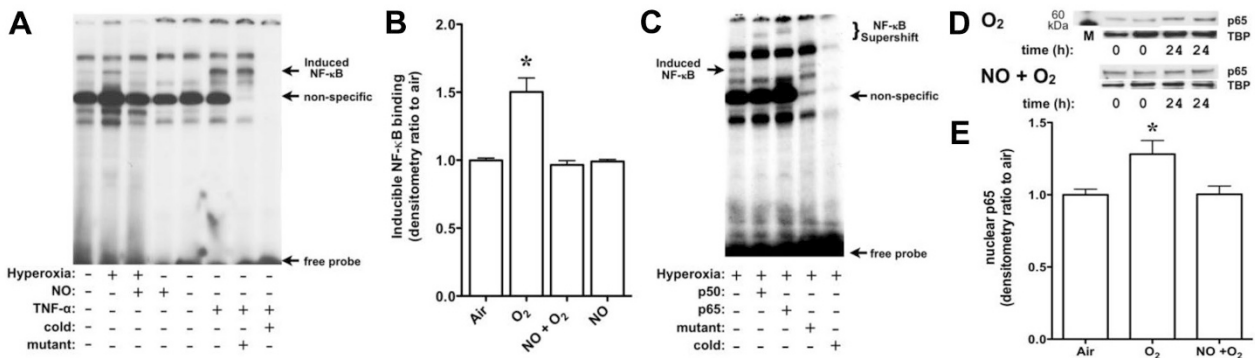 A
Induced
NF-κB
non-specific
free probe
Hyperoxia: - + + - - - - -
NO: - - + + - - - -
TNF-α: - - - - - + + +
cold: - - - - - - - +
mutant: - - - - - - + -
B
Inducible NF-κB binding
(densitometry ratio to air)
2.0
1.5
1.0
0.5
0.0
*
Air
O₂
NO + O₂
NO
C
NF-κB
Supershift
Induced
NF-κB
non-specific
free probe
Hyperoxia: + + + + +
p50: - + - - -
p65: - - + - -
mutant: - - - + -
cold: - - - - +
D
O₂
60
kDa
M
p65
TBP
time (h): 0 0 24 24
NO + O₂
p65
TBP
time (h): 0 0 24 24
E
nuclear p65
(densitometry ratio to air)
1.5
1.0
0.5
0.0
*
Air
O₂
NO +O₂